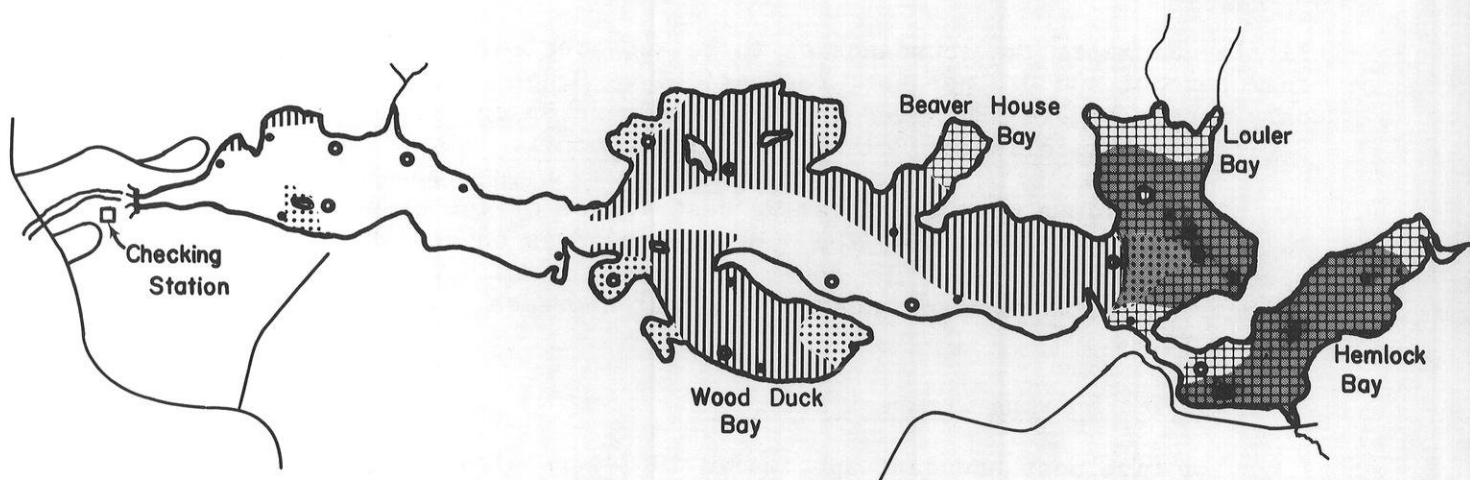 Beaver House
Bay
Louler
Bay
Checking
Station
Hemlock
Bay
Wood Duck
Bay